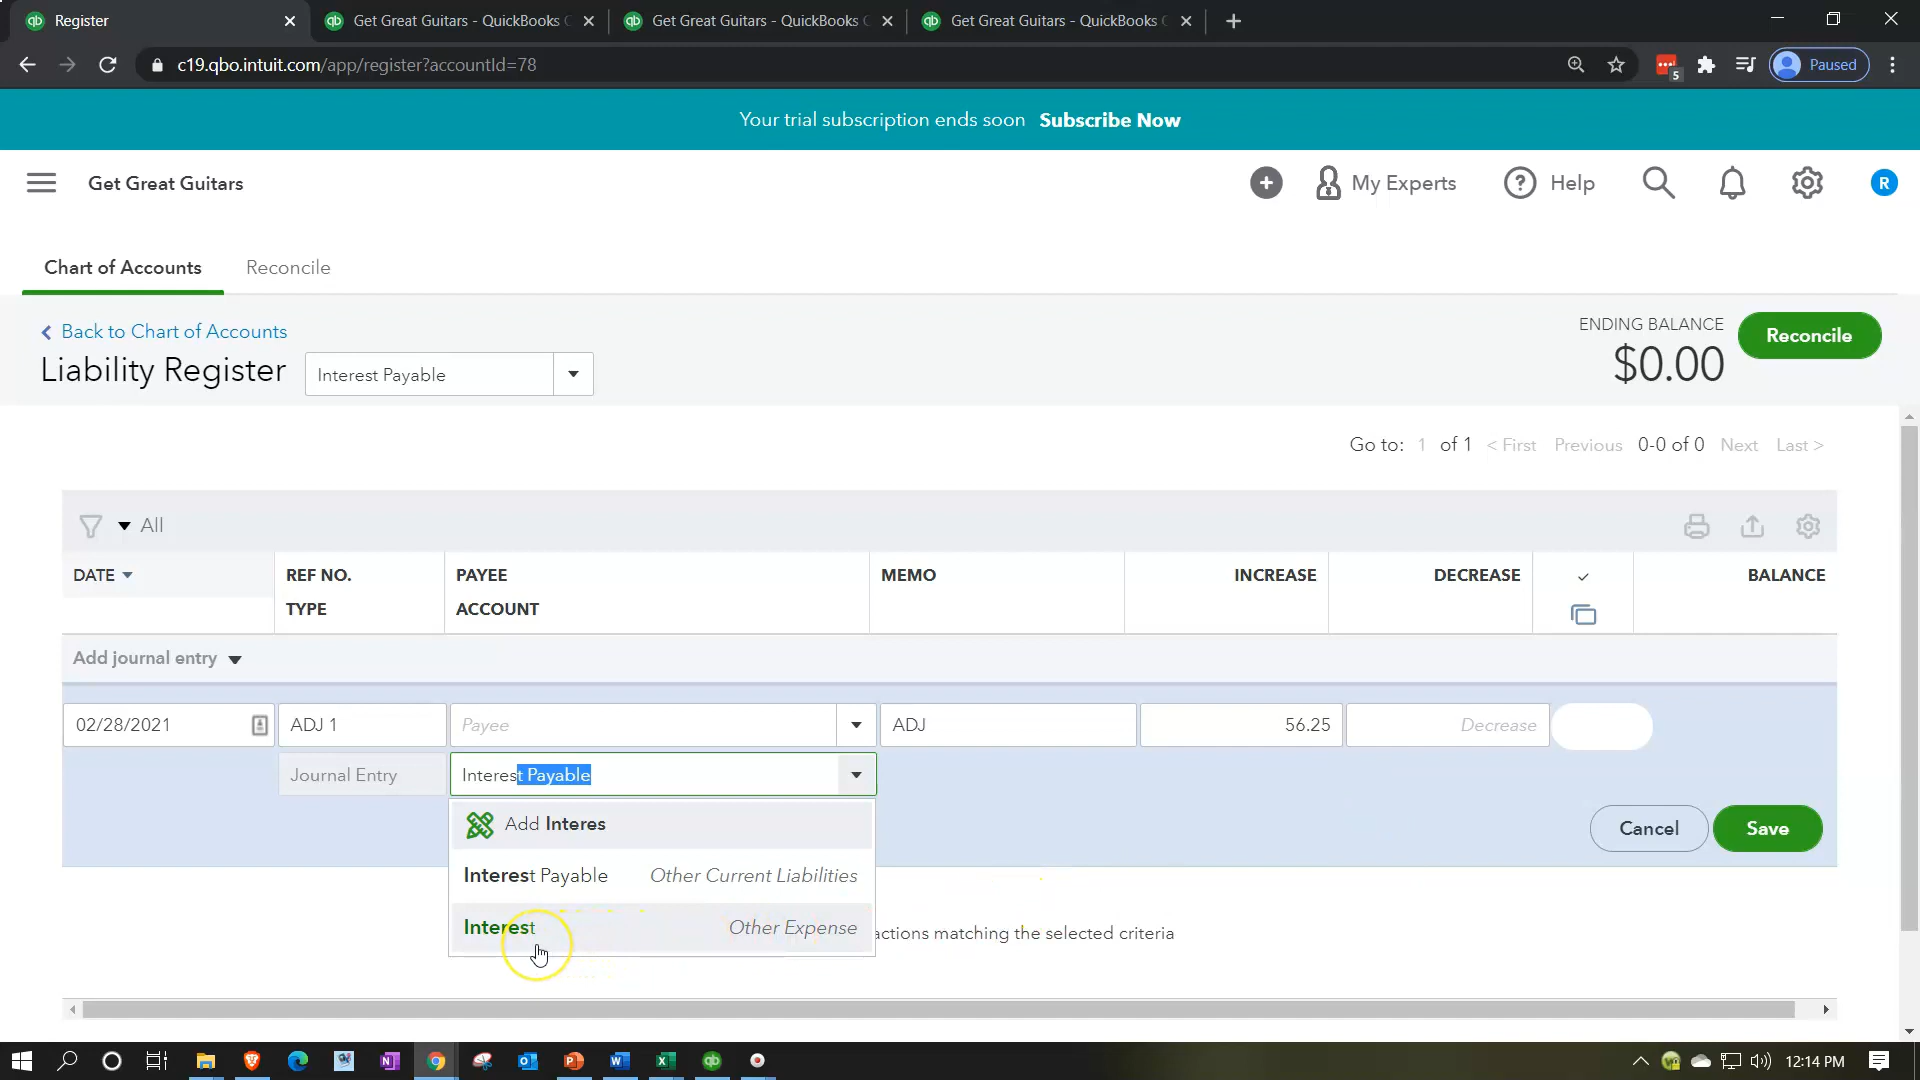 Register
Get Great Guitars - QuickBooks C
Get Great Guitars - QuickBooks C
Get Great Guitars - QuickBooks C
c19.qbo.intuit.com/app/register?accountId=78
5
Paused
Your trial subscription ends soon Subscribe Now
Get Great Guitars
My Experts
Help
R
Chart of Accounts
Reconcile
Back to Chart of Accounts
Liability Register
Interest Payable
ENDING BALANCE
$0.00
Reconcile
Go to: 1 of 1 < First Previous 0-0 of 0 Next Last >
All
DATE
REF NO.
PAYEE
MEMO
INCREASE
DECREASE
BALANCE
TYPE
ACCOUNT
Add journal entry
02/28/2021
ADJ 1
Payee
ADJ
56.25
Decrease
Journal Entry
Interest Payable
Add Interes
Cancel
Save
Interest Payable
Other Current Liabilities
Interest
Other Expense
actions matching the selected criteria
12:14 PM